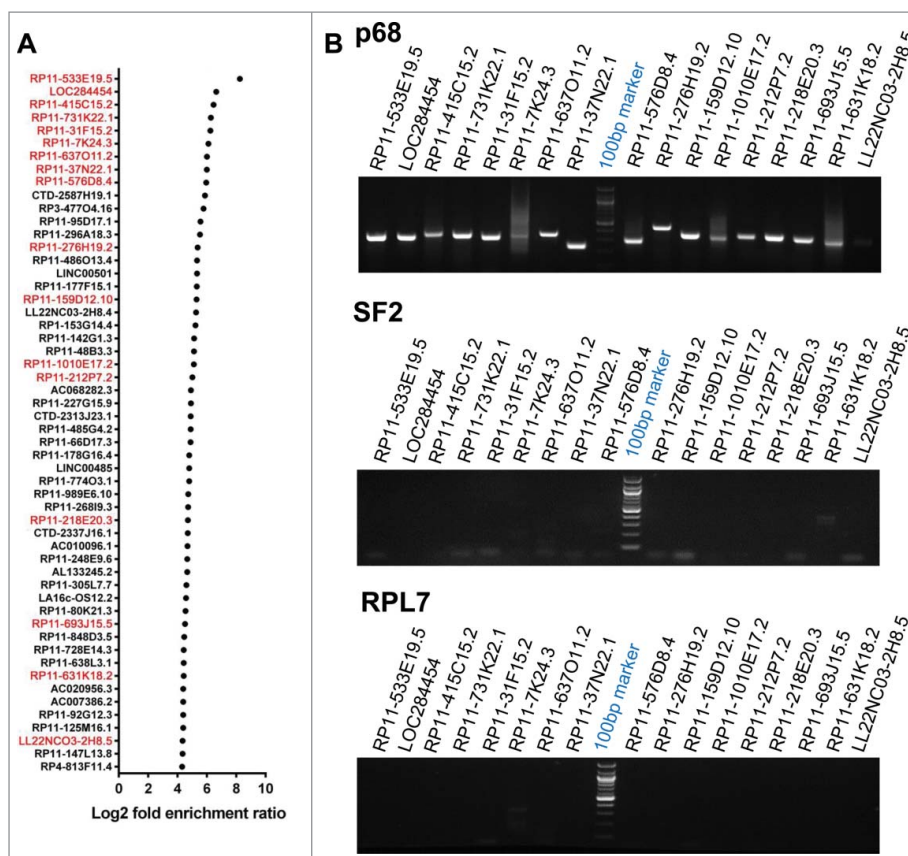 A
RP11-533E19.5
LOC284454
RP11-415C15.2
RP11-731K22.1
RP11-31F15.2
RP11-7K24.3
RP11-637O11.2
RP11-37N22.1
RP11-576D8.4
CTD-2587H19.1
RP3-477O4.16
RP11-95D17.1
RP11-296A18.3
RP11-276H19.2
RP11-486O13.4
LINC00501
RP11-177F15.1
RP11-159D12.10
LL22NC03-2H8.4
RP1-153G14.4
RP11-142G1.3
RP11-48B3.3
RP11-1010E17.2
RP11-212P7.2
AC068282.3
RP11-227G15.9
CTD-2313J23.1
RP11-485G4.2
RP11-66D17.3
RP11-178G16.4
LINC00485
RP11-774O3.1
RP11-989E6.10
RP11-268I9.3
RP11-218E20.3
CTD-2337J16.1
AC010096.1
RP11-248E9.6
AL133245.2
RP11-305L7.7
LA16c-OS12.2
RP11-80K21.3
RP11-693J15.5
RP11-848D3.5
RP11-728E14.3
RP11-638L3.1
RP11-631K18.2
AC020956.3
AC007386.2
RP11-92G12.3
RP11-125M16.1
LL22NCO3-2H8.5
RP11-147L13.8
RP4-813F11.4
0 2 4 6 8 10
Log2 fold enrichment ratio
B p68
RP11-533E19.5
LOC284454
RP11-415C15.2
RP11-731K22.1
RP11-31F15.2
RP11-7K24.3
RP11-637O11.2
RP11-37N22.1
100bp marker
RP11-576D8.4
RP11-276H19.2
RP11-159D12.10
RP11-1010E17.2
RP11-212P7.2
RP11-218E20.3
RP11-693J15.5
RP11-631K18.2
LL22NC03-2H8.5
SF2
RP11-533E19.5
LOC284454
RP11-415C15.2
RP11-731K22.1
RP11-31F15.2
RP11-7K24.3
RP11-637O11.2
RP11-37N22.1
RP11-576D8.4
100bp marker
RP11-276H19.2
RP11-159D12.10
RP11-1010E17.2
RP11-212P7.2
RP11-218E20.3
RP11-693J15.5
RP11-631K18.2
LL22NC03-2H8.5
RPL7
RP11-533E19.5
LOC284454
RP11-415C15.2
RP11-731K22.1
RP11-31F15.2
RP11-7K24.3
RP11-637O11.2
RP11-37N22.1
100bp marker
RP11-576D8.4
RP11-276H19.2
RP11-159D12.10
RP11-1010E17.2
RP11-212P7.2
RP11-218E20.3
RP11-693J15.5
RP11-631K18.2
LL22NC03-2H8.5